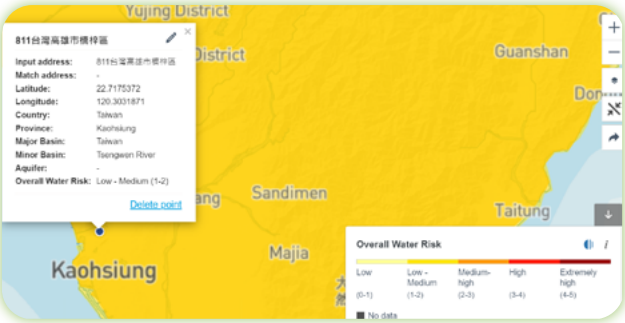 Yujing District
District
Guanshan
Don
811台灣高雄市楠梓區
Input address: 811台灣高雄市楠梓區
Match address: -
Latitude: 22.7175372
Longitude: 120.3031871
Country: Taiwan
Province: Kaohsiung
Major Basin: Taiwan
Minor Basin: Tsengwen River
Aquifer: -
Overall Water Risk: Low - Medium (1-2)
Delete point
ang
Sandimen
Taitung
Majia
Kaohsiung
大
Overall Water Risk
Low
Low - Medium
Medium-high
High
Extremely high
(0-1)
(1-2)
(2-3)
(3-4)
(4-5)
No data